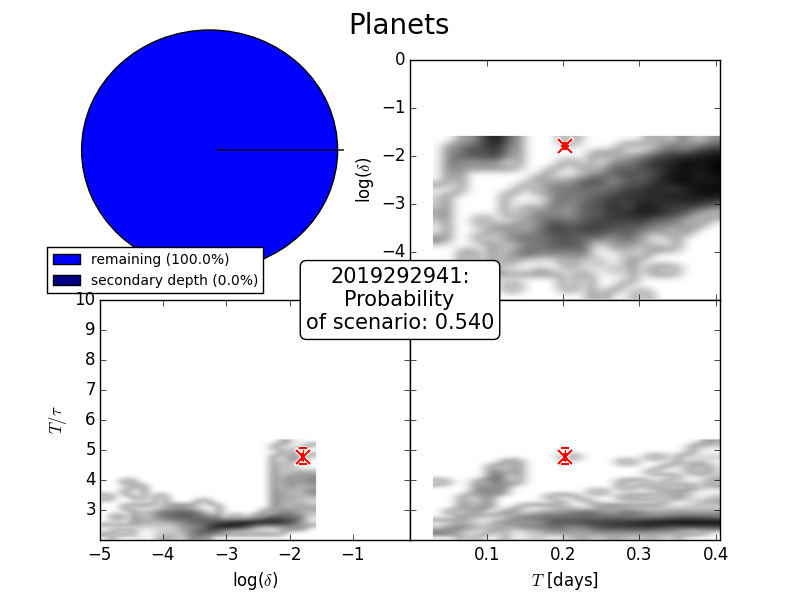 Planets
remaining (100.0%)
secondary depth (0.0%)
0
−1
−2
−3
−4
log(δ)
2019292941:
Probability
of scenario: 0.540
10
9
8
7
6
5
4
3
T/τ
−5 −4 −3 −2 −1
log(δ)
0.1 0.2 0.3 0.4
T [days]